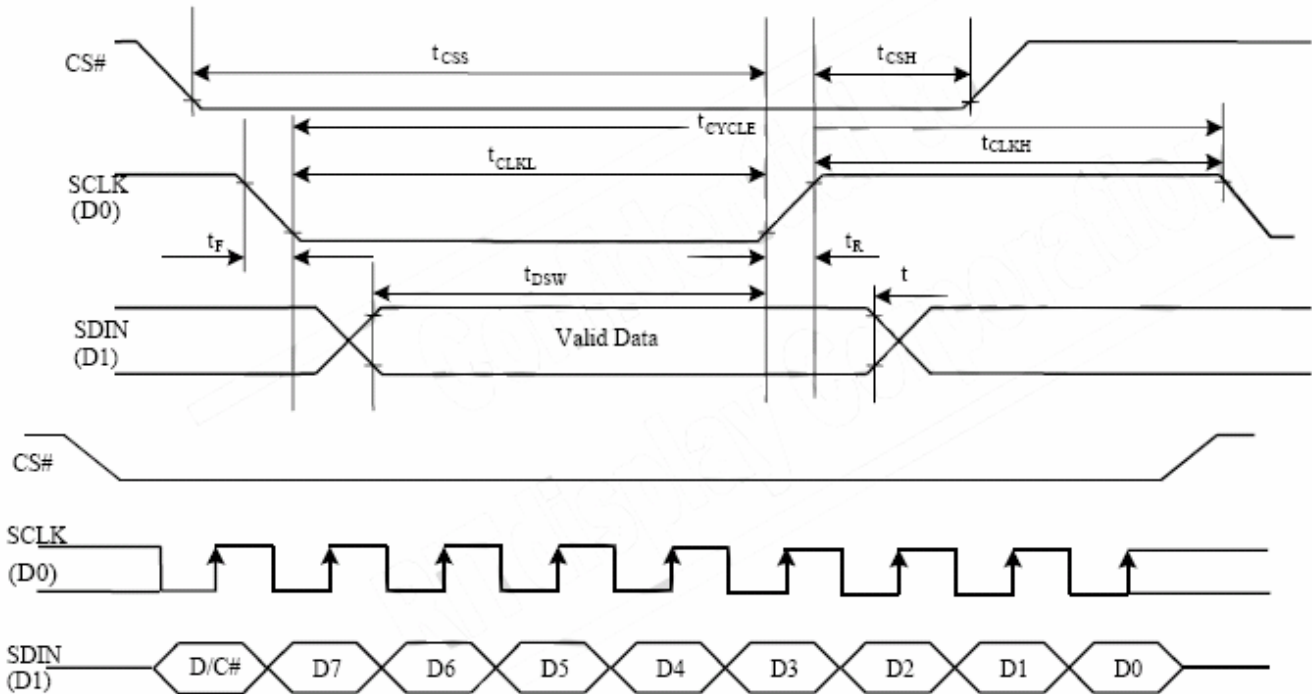 CS#
tCSS
tCSH
tCYCLE
tCLKL
tCLKH
SCLK
(D0)
tF
tR
tDSW
t
SDIN
(D1)
Valid Data
CS#
SCLK
(D0)
SDIN
(D1)
D/C# D7 D6 D5 D4 D3 D2 D1 D0